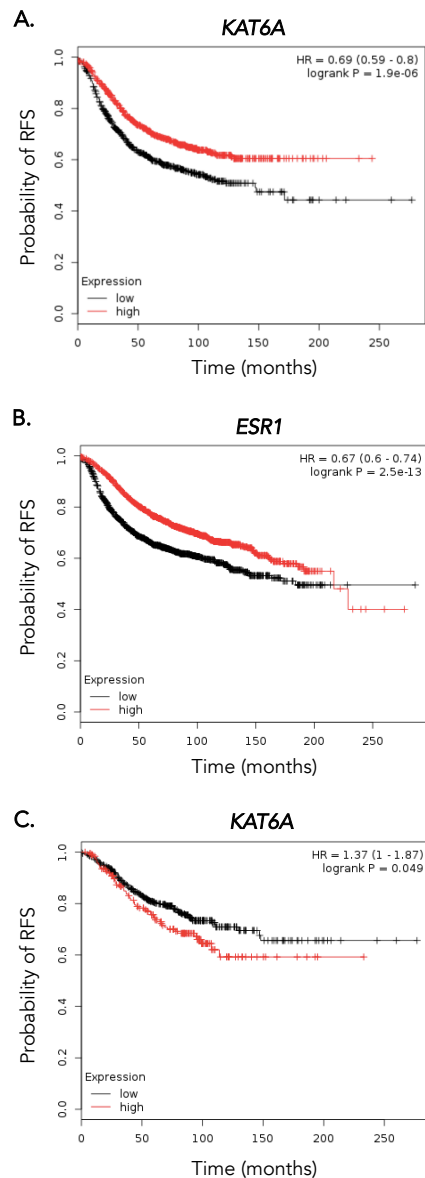 A.
KAT6A
HR = 0.69 (0.59 - 0.8)
logrank P = 1.9e-06
Probability of RFS
1.0
0.8
0.6
0.4
0.2
0.0
Expression
low
high
0 50 100 150 200 250
Time (months)
B.
ESR1
HR = 0.67 (0.6 - 0.74)
logrank P = 2.5e-13
Probability of RFS
1.0
0.8
0.6
0.4
0.2
0.0
Expression
low
high
0 50 100 150 200 250
Time (months)
C.
KAT6A
HR = 1.37 (1 - 1.87)
logrank P = 0.049
Probability of RFS
1.0
0.8
0.6
0.4
0.2
0.0
Expression
low
high
0 50 100 150 200 250
Time (months)